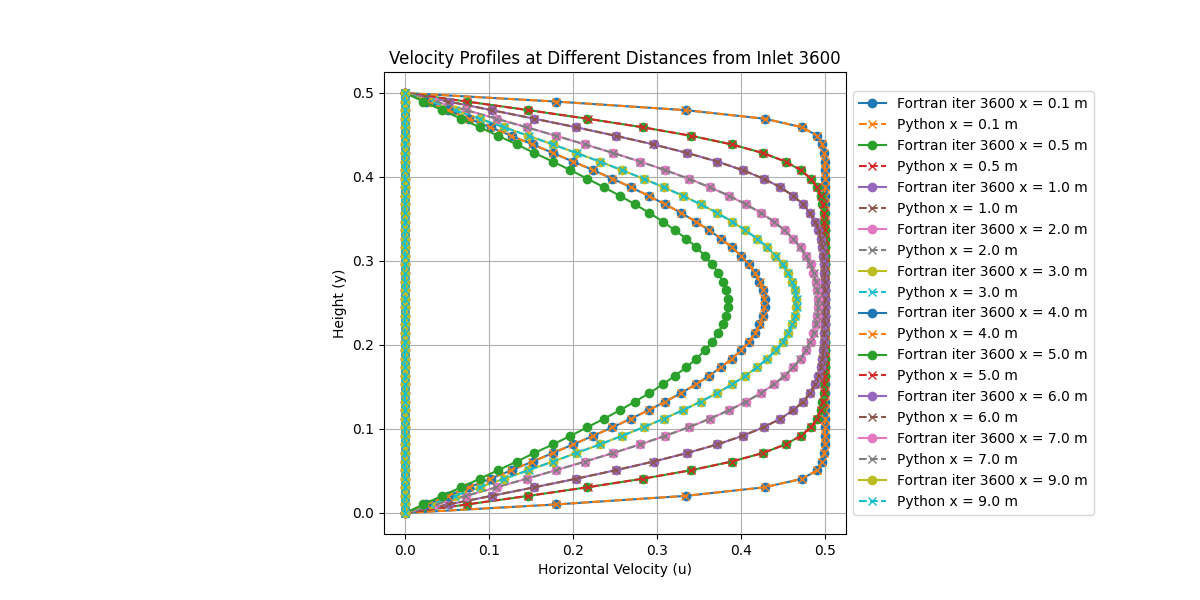 Velocity Profiles at Different Distances from Inlet 3600
0.5
0.4
0.3
0.2
0.1
0.0
Height (y)
0.0 0.1 0.2 0.3 0.4 0.5
Horizontal Velocity (u)
Fortran iter 3600 x = 0.1 m
Python x = 0.1 m
Fortran iter 3600 x = 0.5 m
Python x = 0.5 m
Fortran iter 3600 x = 1.0 m
Python x = 1.0 m
Fortran iter 3600 x = 2.0 m
Python x = 2.0 m
Fortran iter 3600 x = 3.0 m
Python x = 3.0 m
Fortran iter 3600 x = 4.0 m
Python x = 4.0 m
Fortran iter 3600 x = 5.0 m
Python x = 5.0 m
Fortran iter 3600 x = 6.0 m
Python x = 6.0 m
Fortran iter 3600 x = 7.0 m
Python x = 7.0 m
Fortran iter 3600 x = 9.0 m
Python x = 9.0 m